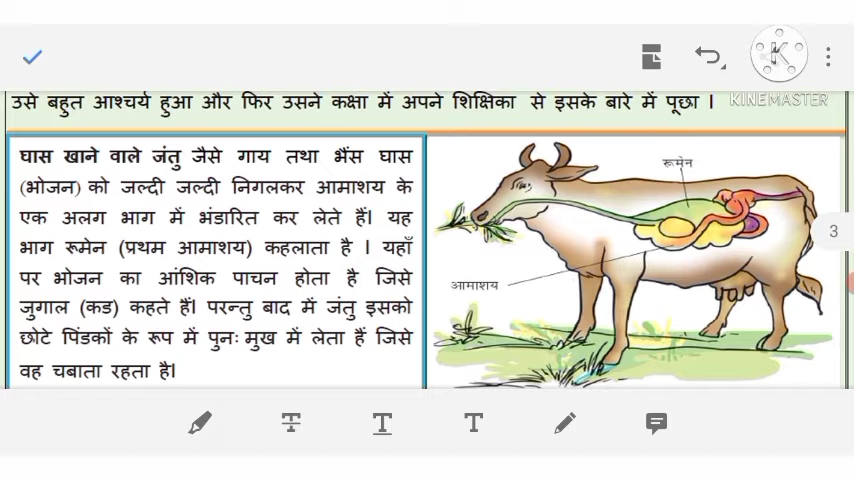 उसे बहुत आश्चर्य हुआ और फिर उसने कक्षा में अपने शिक्षिका से इसके बारे में पूछा ।
KINEMASTER
घास खाने वाले जंतु जैसे गाय तथा भैंस घास
(भोजन) को जल्दी जल्दी निगलकर आमाशय के
एक अलग भाग में भंडारित कर लेते हैं। यह
भाग रूमेन (प्रथम आमाशय) कहलाता है । यहाँ
पर भोजन का आंशिक पाचन होता है जिसे
जुगाल (कड) कहते हैं। परन्तु बाद में जंतु इसको
छोटे पिंडकों के रूप में पुनः मुख में लेता हैं जिसे
वह चबाता रहता है।
रूमेन
आमाशय
3
T
T
T